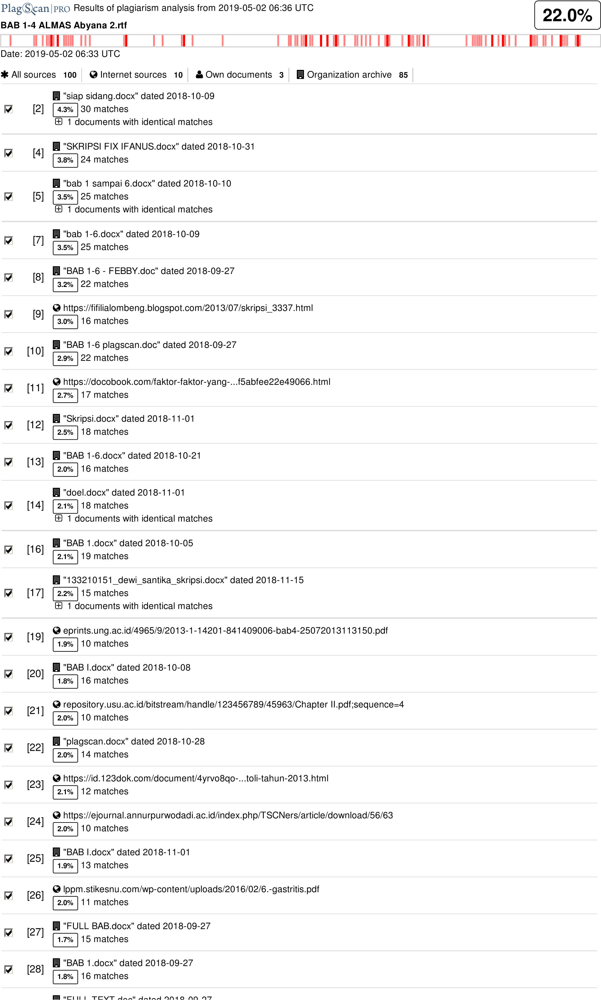 PlagScan PRO Results of plagiarism analysis from 2019-05-02 06:36 UTC
22.0%
BAB 1-4 ALMAS Abyana 2.rtf
Date: 2019-05-02 06:33 UTC
All sources 100 Internet sources 10 Own documents 3 Organization archive 85
"siap sidang.docx" dated 2018-10-09
[2] 4.3% 30 matches
1 documents with identical matches
"SKRIPSI FIX IFANUS.docx" dated 2018-10-31
[4] 3.8% 24 matches
"bab 1 sampai 6.docx" dated 2018-10-10
[5] 3.5% 25 matches
1 documents with identical matches
"bab 1-6.docx" dated 2018-10-09
[7] 3.5% 25 matches
"BAB 1-6 - FEBBY.doc" dated 2018-09-27
[8] 3.2% 22 matches
https://fifilialombeng.blogspot.com/2013/07/skripsi_3337.html
[9] 3.0% 16 matches
"BAB 1-6 plagscan.doc" dated 2018-09-27
[10] 2.9% 22 matches
https://docobook.com/faktor-faktor-yang-...f5abfee22e49066.html
[11] 2.7% 17 matches
"Skripsi.docx" dated 2018-11-01
[12] 2.5% 18 matches
"BAB 1-6.docx" dated 2018-10-21
[13] 2.0% 16 matches
"doel.docx" dated 2018-11-01
[14] 2.1% 18 matches
1 documents with identical matches
"BAB 1.docx" dated 2018-10-05
[16] 2.1% 19 matches
"133210151_dewi_santika_skripsi.docx" dated 2018-11-15
[17] 2.2% 15 matches
1 documents with identical matches
eprints.ung.ac.id/4965/9/2013-1-14201-841409006-bab4-25072013113150.pdf
[19] 1.9% 10 matches
"BAB I.docx" dated 2018-10-08
[20] 1.8% 16 matches
repository.usu.ac.id/bitstream/handle/123456789/45963/Chapter II.pdf;sequence=4
[21] 2.0% 10 matches
"plagscan.docx" dated 2018-10-28
[22] 2.0% 14 matches
https://id.123dok.com/document/4yrvo8qo-...toli-tahun-2013.html
[23] 2.1% 12 matches
https://ejournal.annurpurwodadi.ac.id/index.php/TSCNers/article/download/56/63
[24] 2.0% 10 matches
"BAB I.docx" dated 2018-11-01
[25] 1.9% 13 matches
lppm.stikesnu.com/wp-content/uploads/2016/02/6.-gastritis.pdf
[26] 2.0% 11 matches
"FULL BAB.docx" dated 2018-09-27
[27] 1.7% 15 matches
"BAB 1.docx" dated 2018-09-27
[28] 1.8% 16 matches
"FULL TEXT.doc" dated 2018-09-27